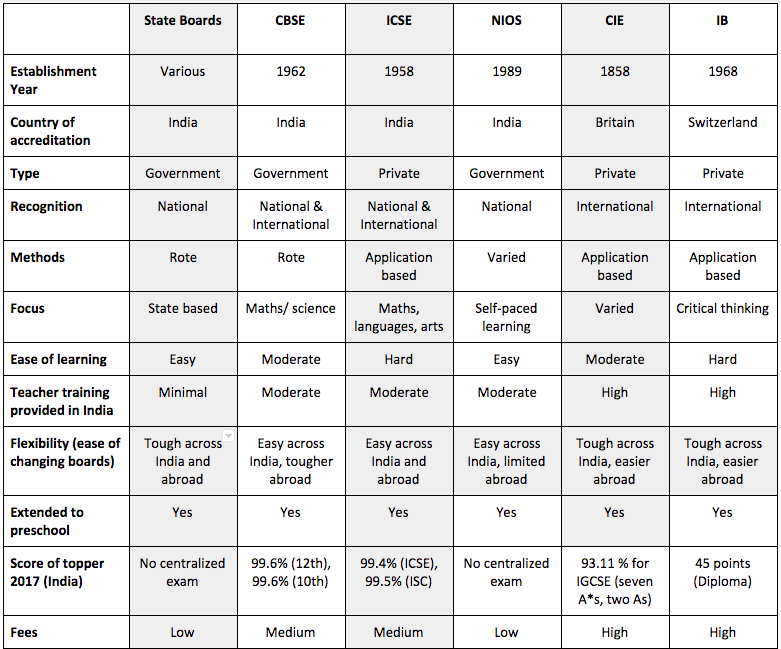 State Boards CBSE ICSE NIOS CIE IB
Establishment Year Various 1962 1958 1989 1858 1968
Country of accreditation India India India India Britain Switzerland
Type Government Government Private Government Private Private
Recognition National National & International National & International National International International
Methods Rote Rote Application based Varied Application based Application based
Focus State based Maths/ science Maths, languages, arts Self-paced learning Varied Critical thinking
Ease of learning Easy Moderate Hard Easy Moderate Hard
Teacher training provided in India Minimal Moderate Moderate Moderate High High
Flexibility (ease of changing boards) Tough across India and abroad Easy across India, tougher abroad Easy across India and abroad Easy across India, limited abroad Tough across India, easier abroad Tough across India, easier abroad
Extended to preschool Yes Yes Yes Yes Yes Yes
Score of topper 2017 (India) No centralized exam 99.6% (12th), 99.6% (10th) 99.4% (ICSE), 99.5% (ISC) No centralized exam 93.11 % for IGCSE (seven A*s, two As) 45 points (Diploma)
Fees Low Medium Medium Low High High